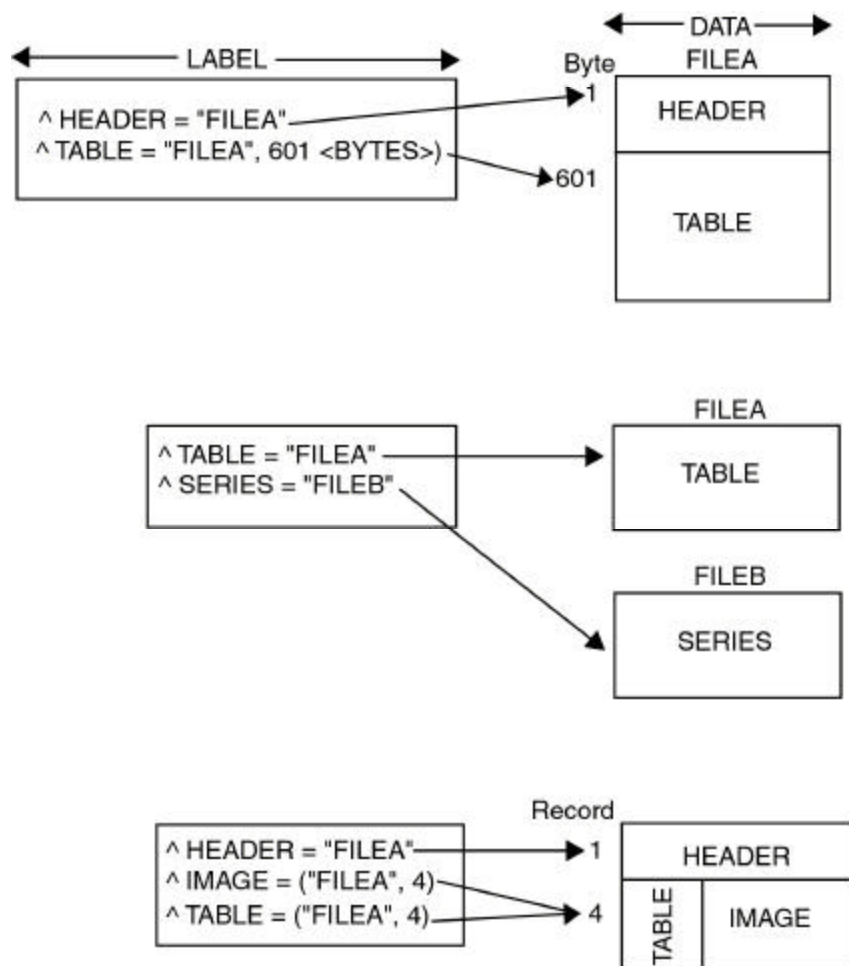 LABEL
DATA
Byte
FILEA
^ HEADER = "FILEA"
^ TABLE = "FILEA", 601 <BYTES>)
1
601
HEADER
TABLE
^ TABLE = "FILEA"
^ SERIES = "FILEB"
FILEA
TABLE
FILEB
SERIES
Record
^ HEADER = "FILEA"
^ IMAGE = ("FILEA", 4)
^ TABLE = ("FILEA", 4)
1
4
HEADER
TABLE
IMAGE